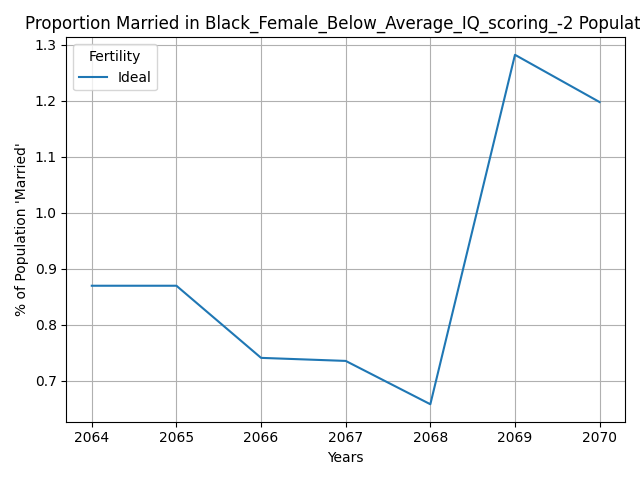 Proportion Married in Black_Female_Below_Average_IQ_scoring_-2 Populat
1.3
Fertility
Ideal
1.2
1.1
1.0
0.9
0.8
0.7
% of Population 'Married'
2064 2065 2066 2067 2068 2069 2070
Years